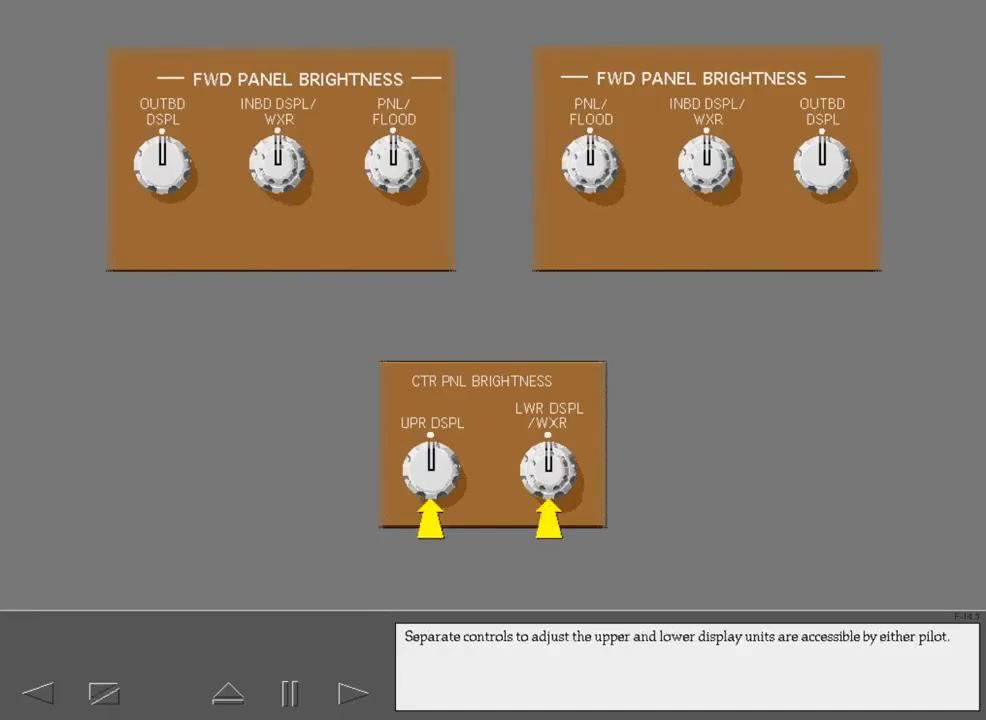 FWD PANEL BRIGHTNESS
OUTBD DSPL
INBD DSPL/ WXR
PNL/ FLOOD
FWD PANEL BRIGHTNESS
PNL/ FLOOD
INBD DSPL/ WXR
OUTBD DSPL
CTR PNL BRIGHTNESS
UPR DSPL
LWR DSPL /WXR
Separate controls to adjust the upper and lower display units are accessible by either pilot.